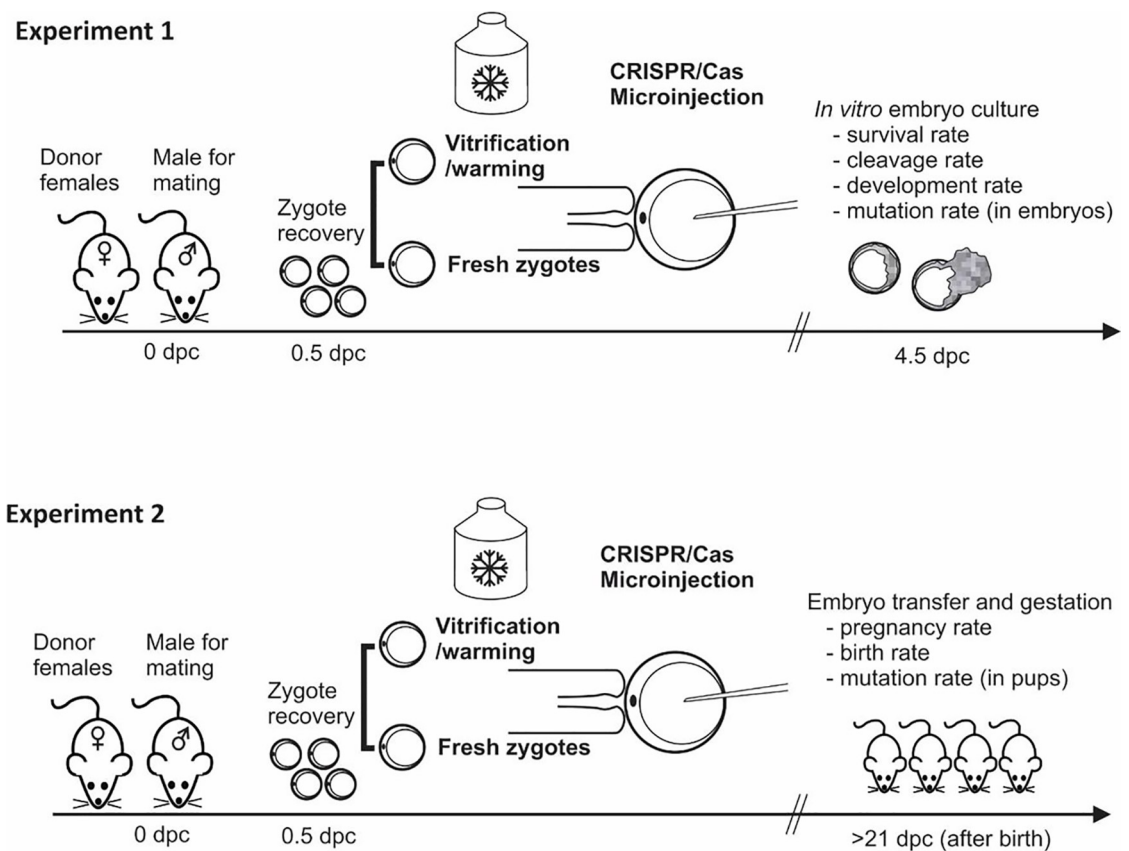 Experiment 1
CRISPR/Cas
Microinjection
In vitro embryo culture
- survival rate
- cleavage rate
- development rate
- mutation rate (in embryos)
Donor
females
Male for
mating
Zygote
recovery
Vitrification
/warming
Fresh zygotes
♀
♂
0 dpc
0.5 dpc
4.5 dpc
Experiment 2
CRISPR/Cas
Microinjection
Embryo transfer and gestation
- pregnancy rate
- birth rate
- mutation rate (in pups)
Donor
females
Male for
mating
Zygote
recovery
Vitrification
/warming
Fresh zygotes
♀
♂
0 dpc
0.5 dpc
>21 dpc (after birth)